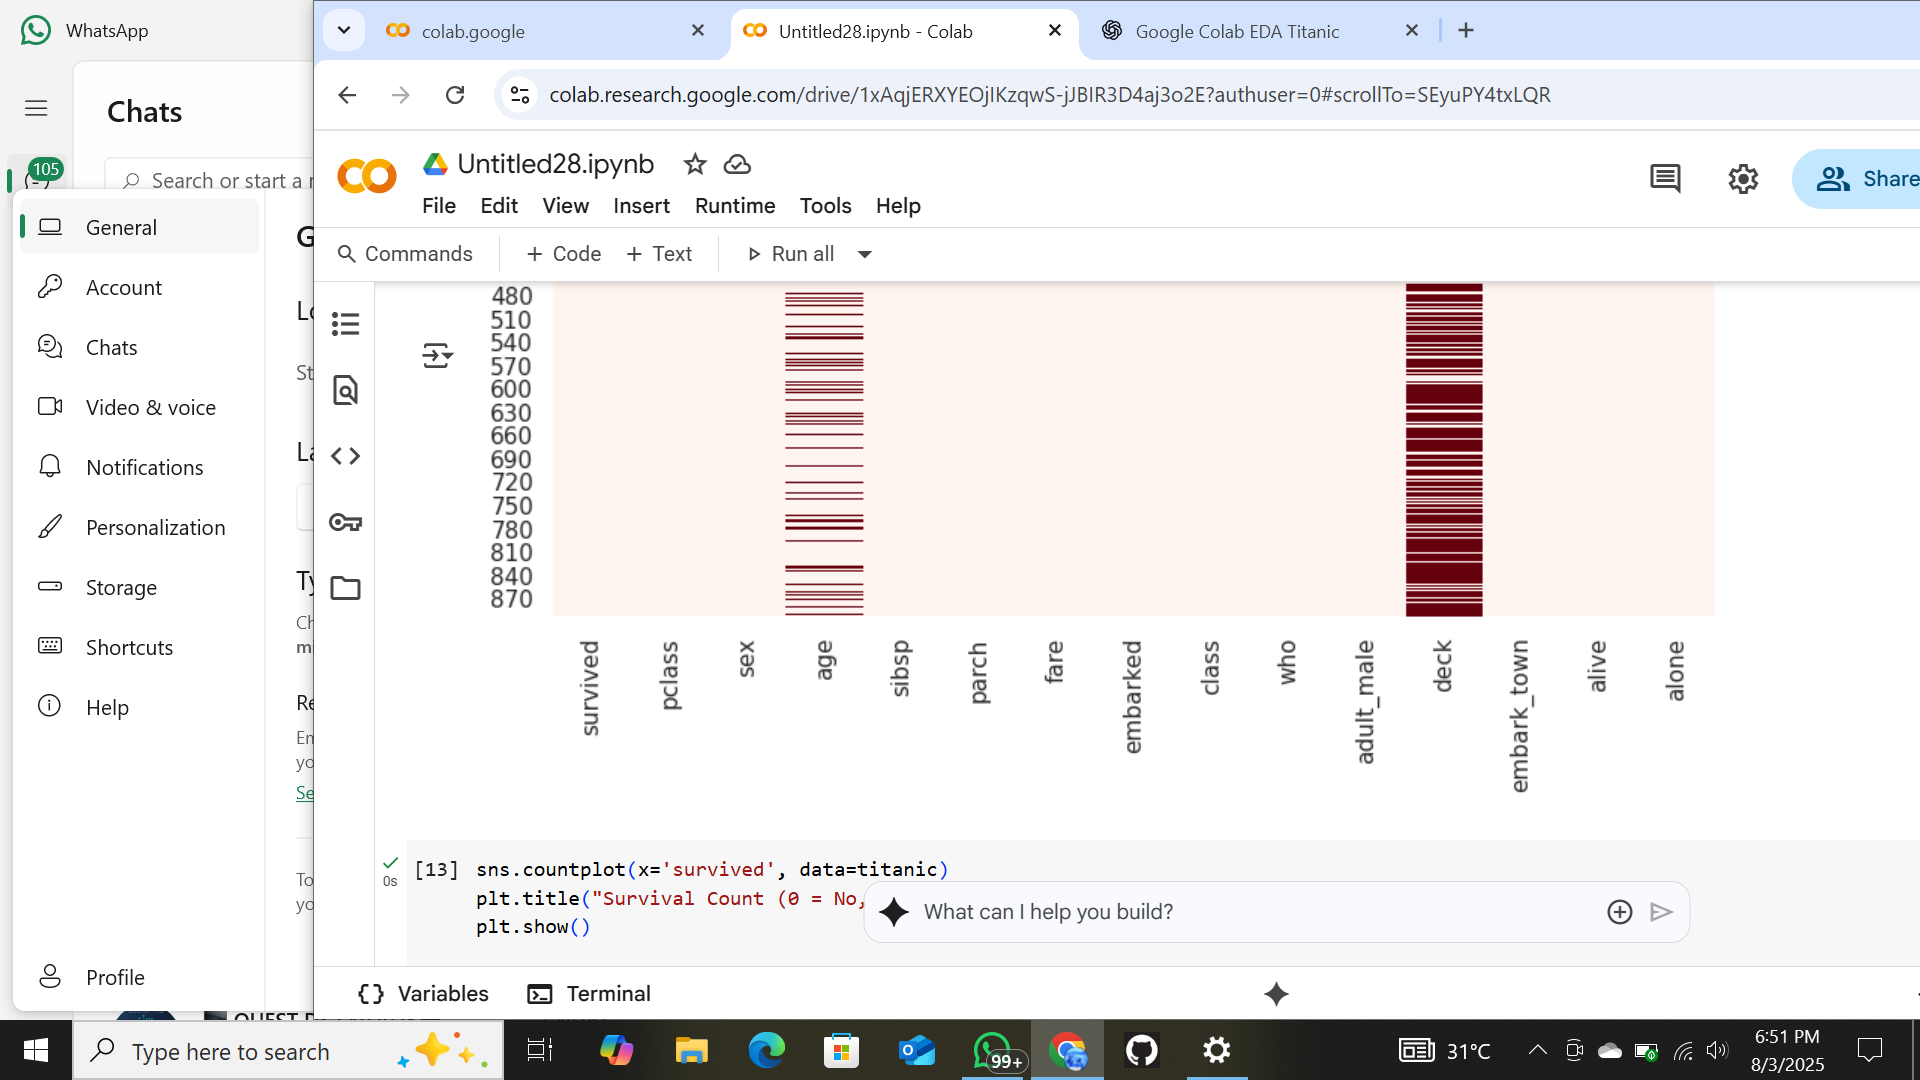 WhatsApp
Chats
105
Search or start a
General
Account
Chats
Video & voice
Notifications
Personalization
Storage
Shortcuts
Help
Profile
G
Lo
St
La
Ty
Ch
m
Re
En
yo
Se
To
yo
colab.google
Untitled28.ipynb - Colab
Google Colab EDA Titanic
colab.research.google.com/drive/1xAqjERXYEOjIKzqwS-jJBIR3D4aj3o2E?authuser=0#scrollTo=SEyuPY4txLQR
Untitled28.ipynb
Share
File Edit View Insert Runtime Tools Help
Commands + Code + Text Run all
480
510
540
570
600
630
660
690
720
750
780
810
840
870
survived pclass sex age sibsp parch fare embarked class who adult_male deck embark_town alive alone
0s
[13] sns.countplot(x='survived', data=titanic)
plt.title("Survival Count (0 = No,
plt.show()
What can I help you build?
{} Variables Terminal
Type here to search
99+
31°C
6:51 PM
8/3/2025